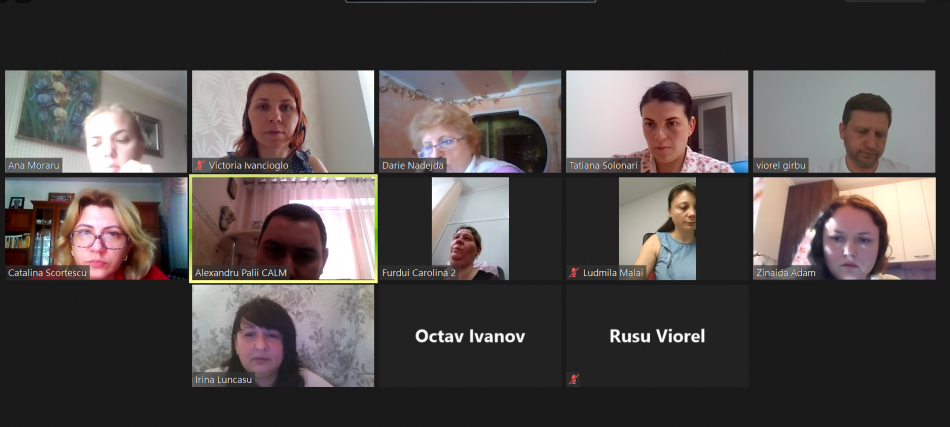 Ana Moraru
Victoria Ivancioglo
Darie Nadejda
Tatiana Solonari
viorel girbu
Catalina Scortescu
Alexandru Palii CALM
Furdui Carolina 2
Ludmila Malai
Zinaida Adam
Irina Luncasu
Octav Ivanov
Rusu Viorel